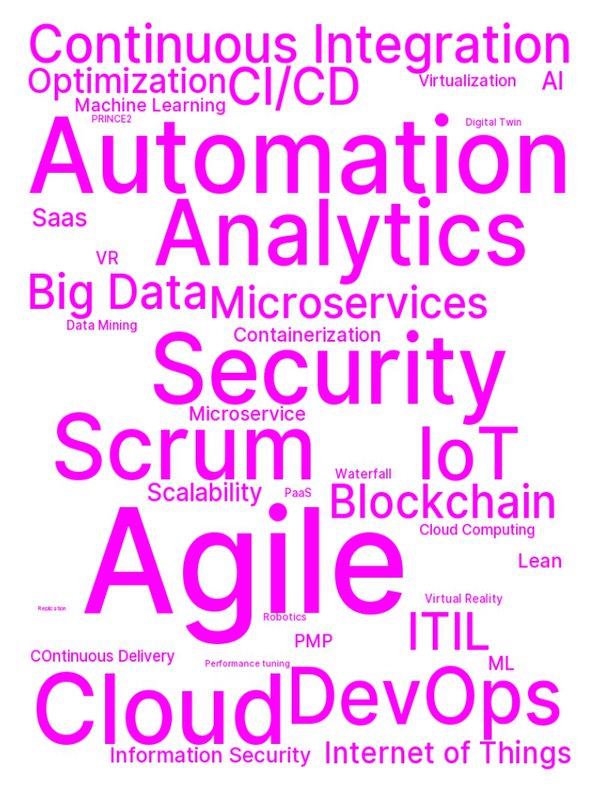 Continuous Integration
Optimization CI/CD Virtualization AI
Machine Learning
PRINCE2 Digital Twin
Automation
Saas Analytics
VR
Big Data Microservices
Data Mining Containerization
Security
Microservice
Scrum IoT
Waterfall
Scalability PaaS Blockchain
Cloud Computing
Agile
Lean
Replication Virtual Reality
Robotics ITIL
PMP
COntinuous Delivery
Performance tuning ML
Cloud DevOps
Information Security Internet of Things